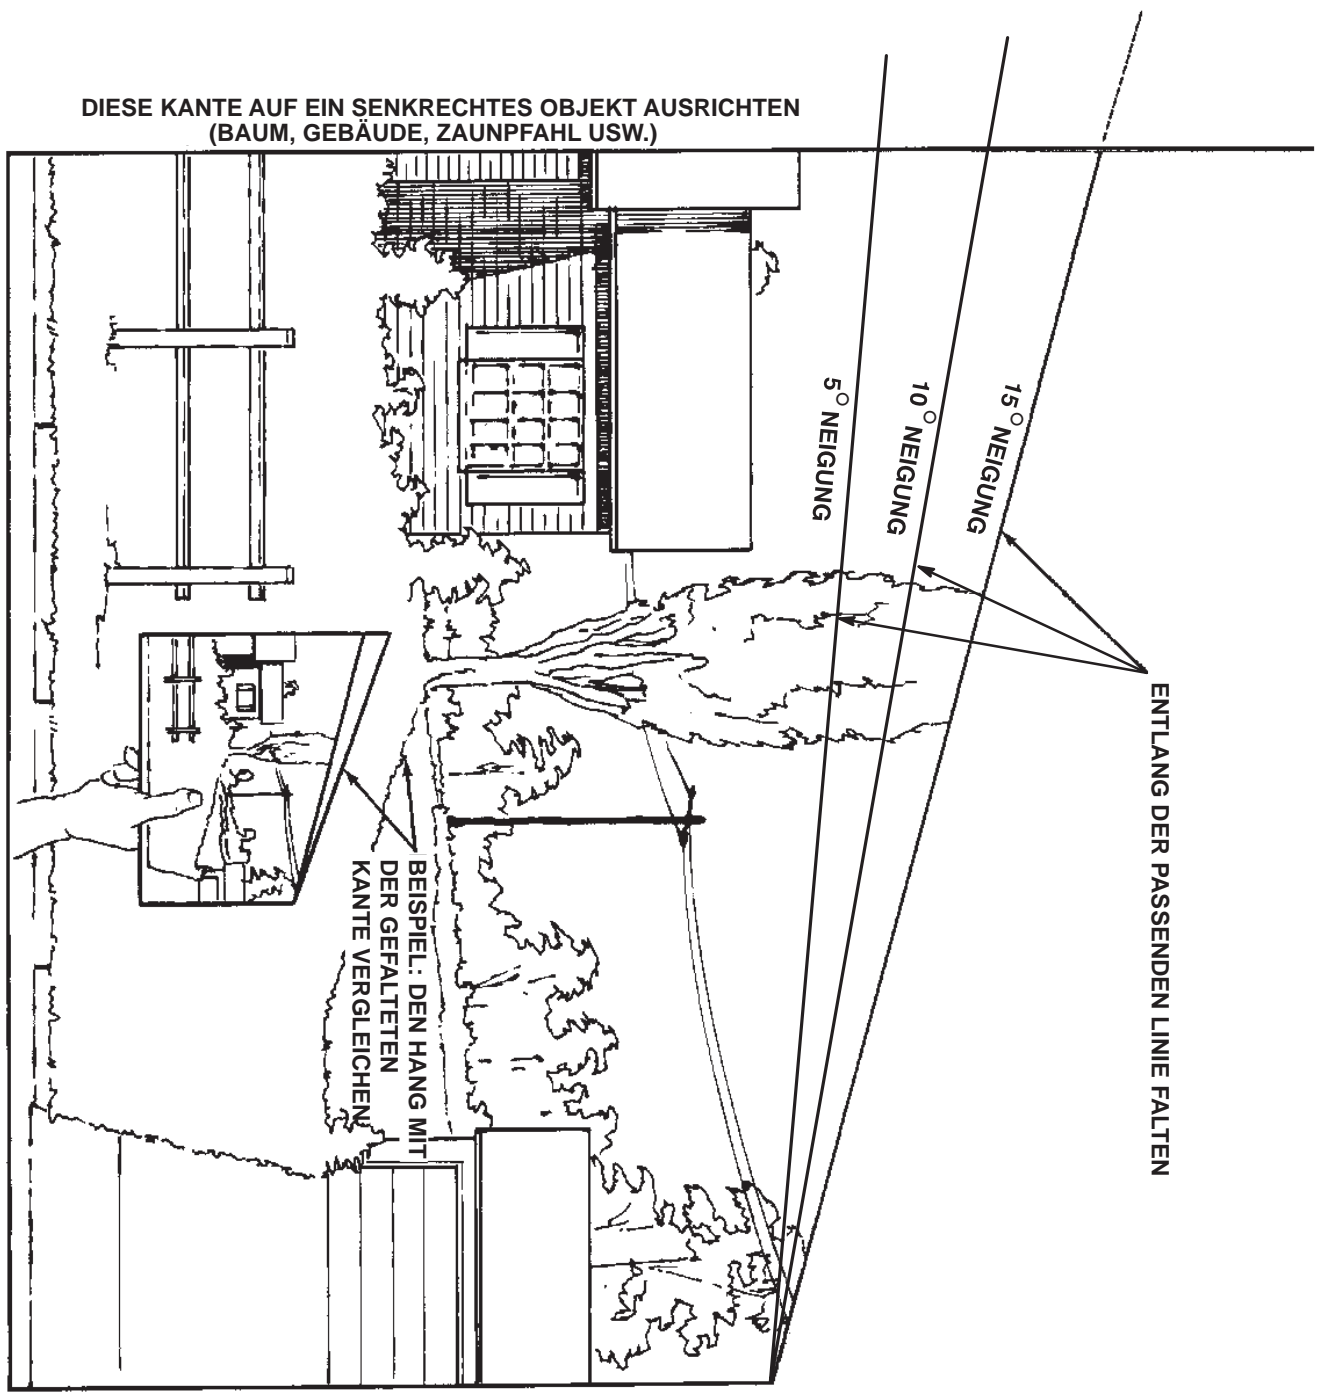 DIESE KANTE AUF EIN SENKRECHTES OBJEKT AUSRICHTEN
(BAUM, GEBÄUDE, ZAUNPFAHL USW.)
ENTLANG DER PASSENDEN LINIE FALTEN
15° NEIGUNG
10° NEIGUNG
5° NEIGUNG
BEISPIEL: DEN HANG MIT
DER GEFALTETEN
KANTE VERGLEICHEN